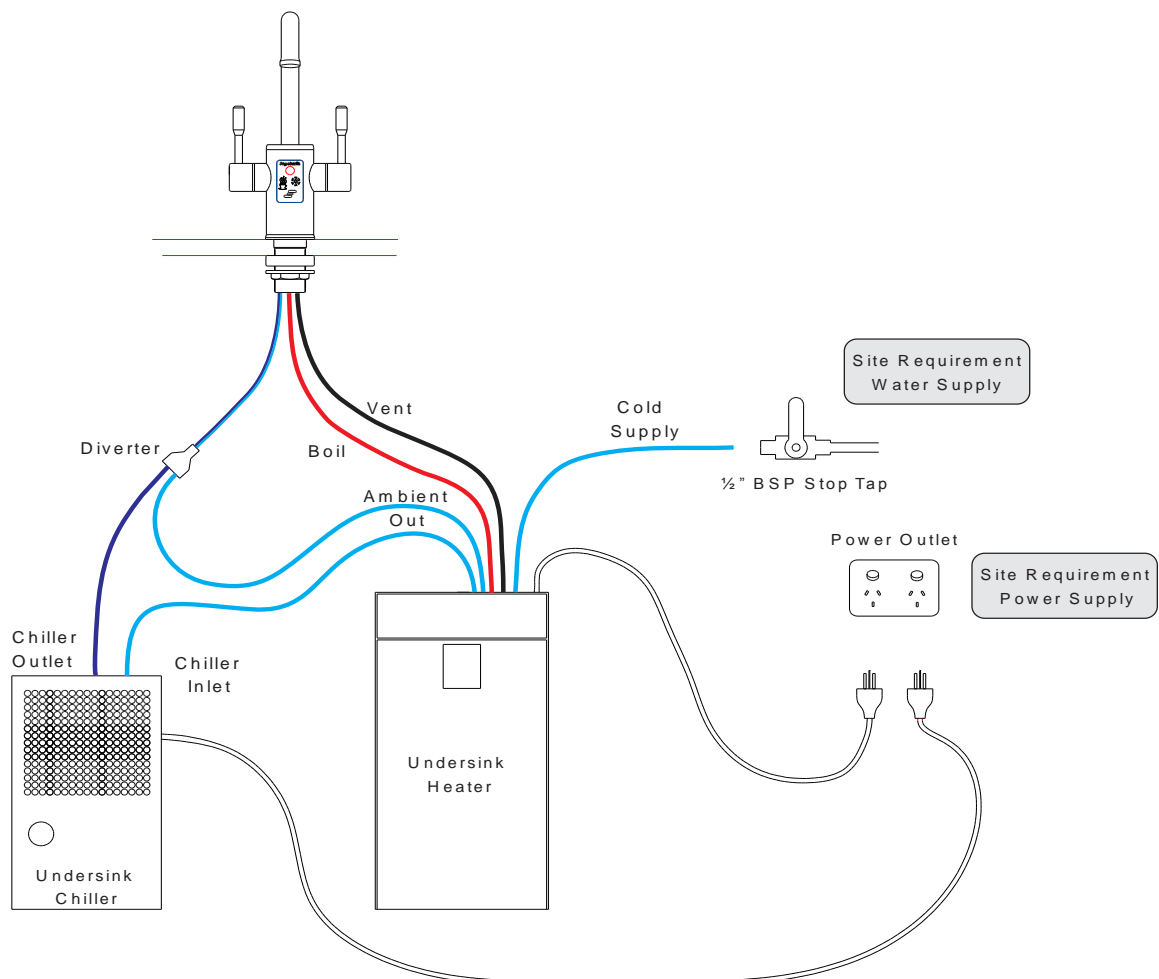 Site Requirement
Water Supply
Cold
Supply
Vent
Diverter
Boil
½" BSP Stop Tap
Ambient
Out
Power Outlet
Site Requirement
Power Supply
Chiller
Outlet
Chiller
Inlet
Undersink
Heater
Undersink
Chiller